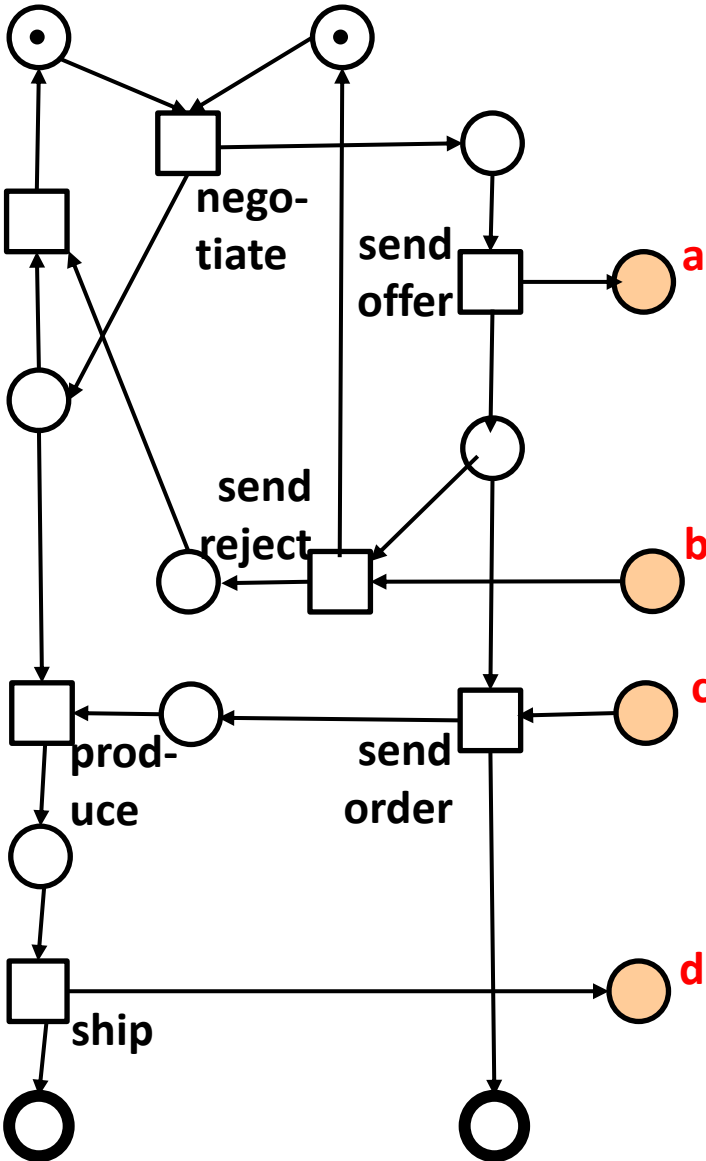 nego-
tiate
send
offer
a
send
reject
b
c
prod-
uce
send
order
d
ship